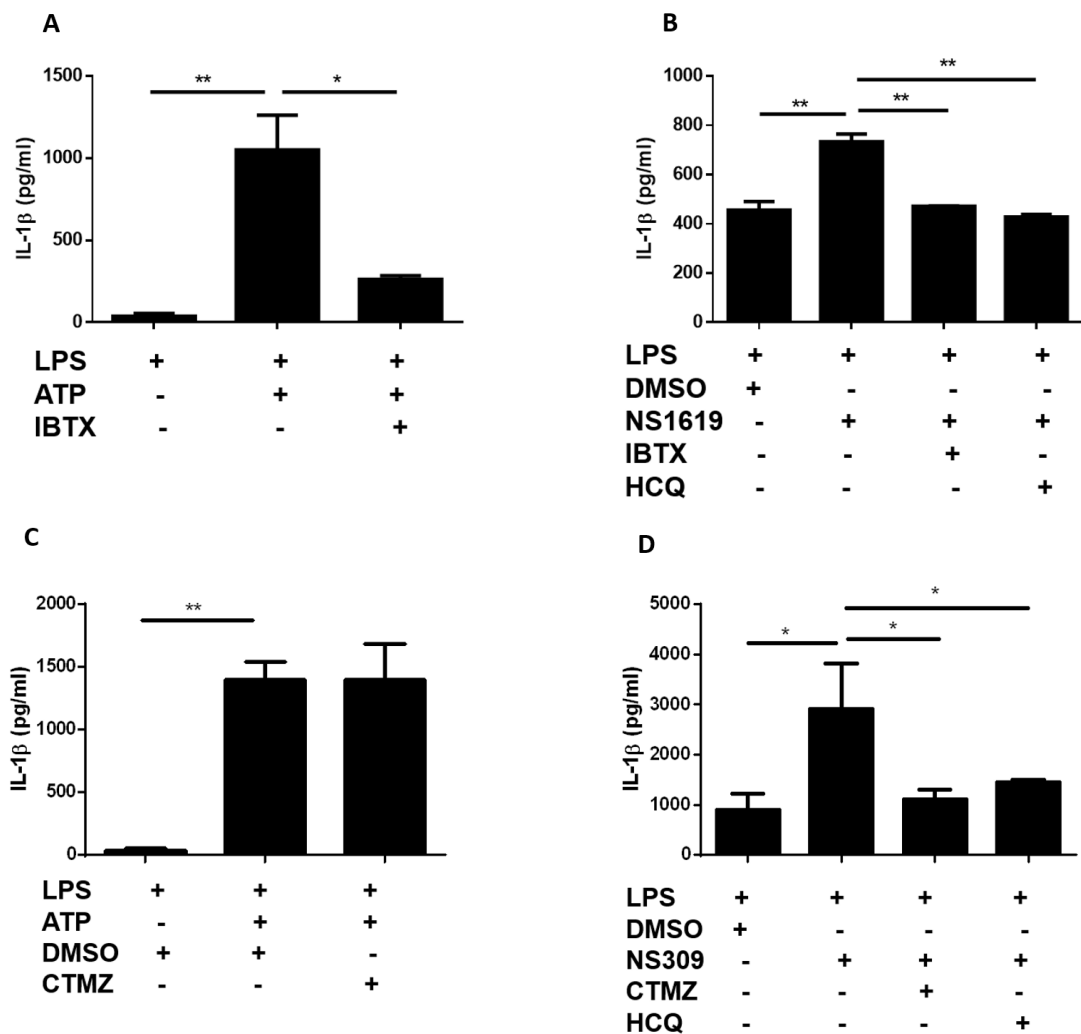 A
1500
1000
500
0
IL-1β (pg/ml)
** *
LPS + + +
ATP - + +
IBTX - - +
B
1000
800
600
400
200
0
IL-1β (pg/ml)
**
** **
LPS + + + +
DMSO + - - -
NS1619 - + + +
IBTX - - + -
HCQ - - - +
C
2000
1500
1000
500
0
IL-1β (pg/ml)
**
LPS + + +
ATP - + +
DMSO + + -
CTMZ - - +
D
5000
4000
3000
2000
1000
0
IL-1β (pg/ml)
*
* *
LPS + + + +
DMSO + - - -
NS309 - + + +
CTMZ - - + -
HCQ - - - +